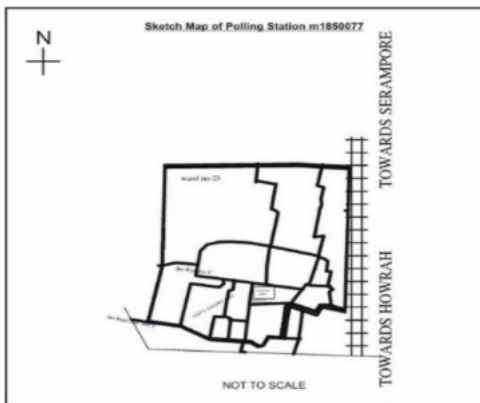 Sketch Map of Polling Station m1850077
N
TOWARDS SERAMPORE
ward no-23
TOWARDS HOWRAH
NOT TO SCALE